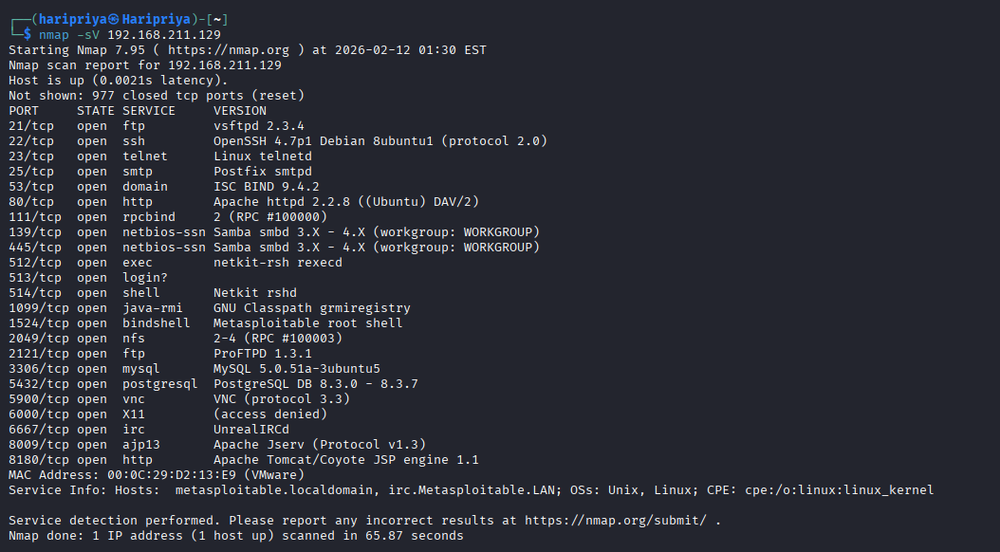 ┌──(haripriya㉿Haripriya)-[~]
└─$ nmap -sV 192.168.211.129
Starting Nmap 7.95 ( https://nmap.org ) at 2026-02-12 01:30 EST
Nmap scan report for 192.168.211.129
Host is up (0.0021s latency).
Not shown: 977 closed tcp ports (reset)
PORT     STATE SERVICE     VERSION
21/tcp   open  ftp         vsftpd 2.3.4
22/tcp   open  ssh         OpenSSH 4.7p1 Debian 8ubuntu1 (protocol 2.0)
23/tcp   open  telnet      Linux telnetd
25/tcp   open  smtp        Postfix smtpd
53/tcp   open  domain      ISC BIND 9.4.2
80/tcp   open  http        Apache httpd 2.2.8 ((Ubuntu) DAV/2)
111/tcp  open  rpcbind     2 (RPC #100000)
139/tcp  open  netbios-ssn Samba smbd 3.X - 4.X (workgroup: WORKGROUP)
445/tcp  open  netbios-ssn Samba smbd 3.X - 4.X (workgroup: WORKGROUP)
512/tcp  open  exec        netkit-rsh rexecd
513/tcp  open  login?
514/tcp  open  shell       Netkit rshd
1099/tcp open  java-rmi    GNU Classpath grmiregistry
1524/tcp open  bindshell   Metasploitable root shell
2049/tcp open  nfs         2-4 (RPC #100003)
2121/tcp open  ftp         ProFTPD 1.3.1
3306/tcp open  mysql       MySQL 5.0.51a-3ubuntu5
5432/tcp open  postgresql  PostgreSQL DB 8.3.0 - 8.3.7
5900/tcp open  vnc         VNC (protocol 3.3)
6000/tcp open  X11         (access denied)
6667/tcp open  irc         UnrealIRCd
8009/tcp open  ajp13       Apache Jserv (Protocol v1.3)
8180/tcp open  http        Apache Tomcat/Coyote JSP engine 1.1
MAC Address: 00:0C:29:D2:13:E9 (VMware)
Service Info: Hosts:  metasploitable.localdomain, irc.Metasploitable.LAN; OSs: Unix, Linux; CPE: cpe:/o:linux:linux_kernel

Service detection performed. Please report any incorrect results at https://nmap.org/submit/ .
Nmap done: 1 IP address (1 host up) scanned in 65.87 seconds